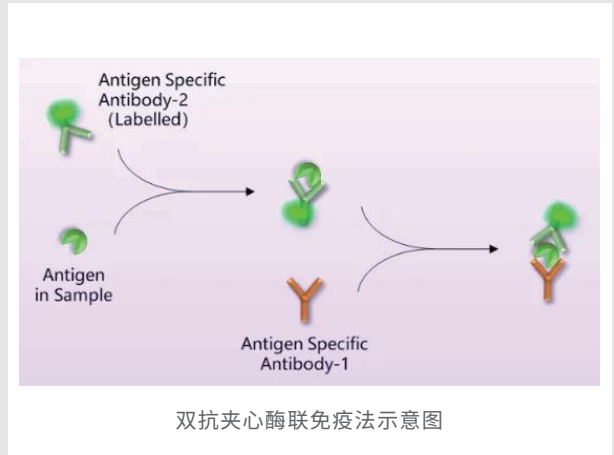 Antigen Specific
Antibody-2
(Labelled)
Antigen
in Sample
Antigen Specific
Antibody-1
双抗夹心酶联免疫法示意图